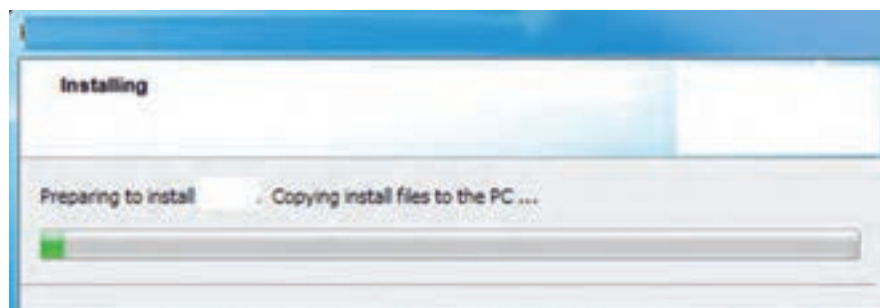 Installing
Preparing to install . Copying install files to the PC ...